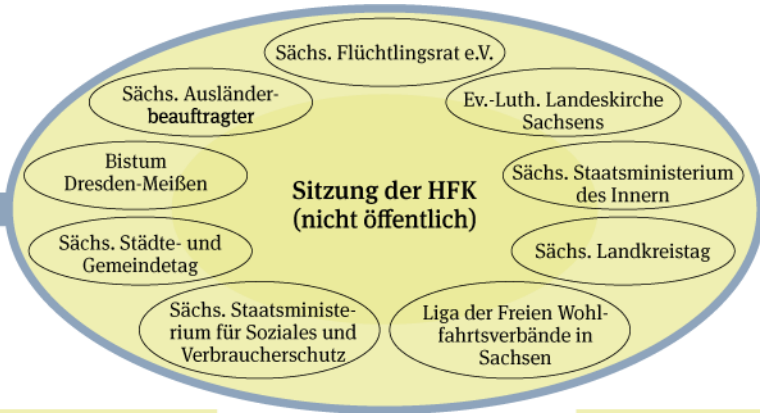 Sächs. Flüchtlingsrat e.V.
Sächs. Ausländer-
beauftragter
Ev.-Luth. Landeskirche
Sachsens
Bistum
Dresden-Meißen
Sitzung der HFK
(nicht öffentlich)
Sächs. Staatsministerium
des Innern
Sächs. Städte- und
Gemeindetag
Sächs. Landkreistag
Sächs. Staatsministe-
rium für Soziales und
Verbraucherschutz
Liga der Freien Wohl-
fahrtsverbände in
Sachsen